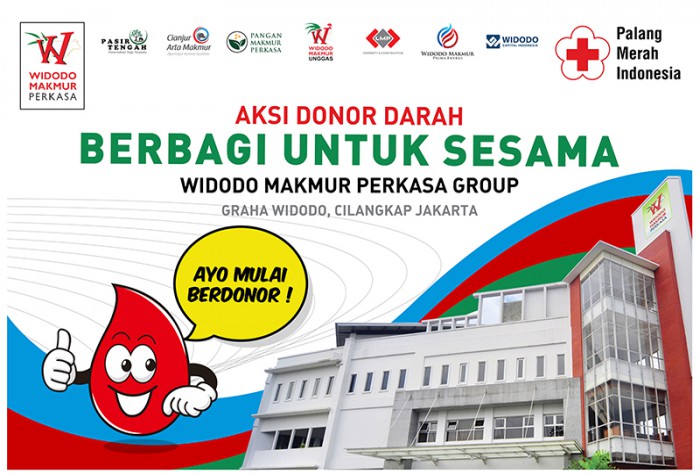 WIDODO
MAKMUR
PERKASA
PASIR
TENGAH
Cianjur
Arta Makmur
PANGAN
MAKMUR
PERKASA
WIDODO
MAKMUR
UNGGAS
LMP
WIDODO MAKMUR
WIDODO
Palang
Merah
Indonesia
AKSI DONOR DARAH
BERBAGI UNTUK SESAMA
WIDODO MAKMUR PERKASA GROUP
GRAHA WIDODO, CILANGKAP JAKARTA
AYO MULAI
BERDONOR !